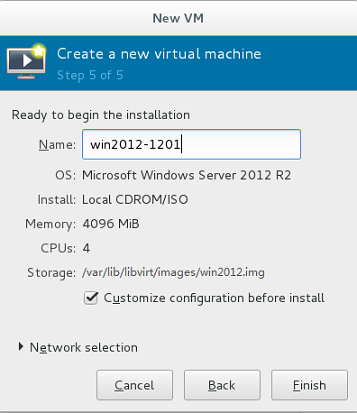 New VM
Create a new virtual machine
Step 5 of 5
Ready to begin the installation
Name: win2012-1201
OS: Microsoft Windows Server 2012 R2
Install: Local CDROM/ISO
Memory: 4096 MiB
CPUs: 4
Storage: /var/lib/libvirt/images/win2012.img
Customize configuration before install
Network selection
Cancel Back Finish